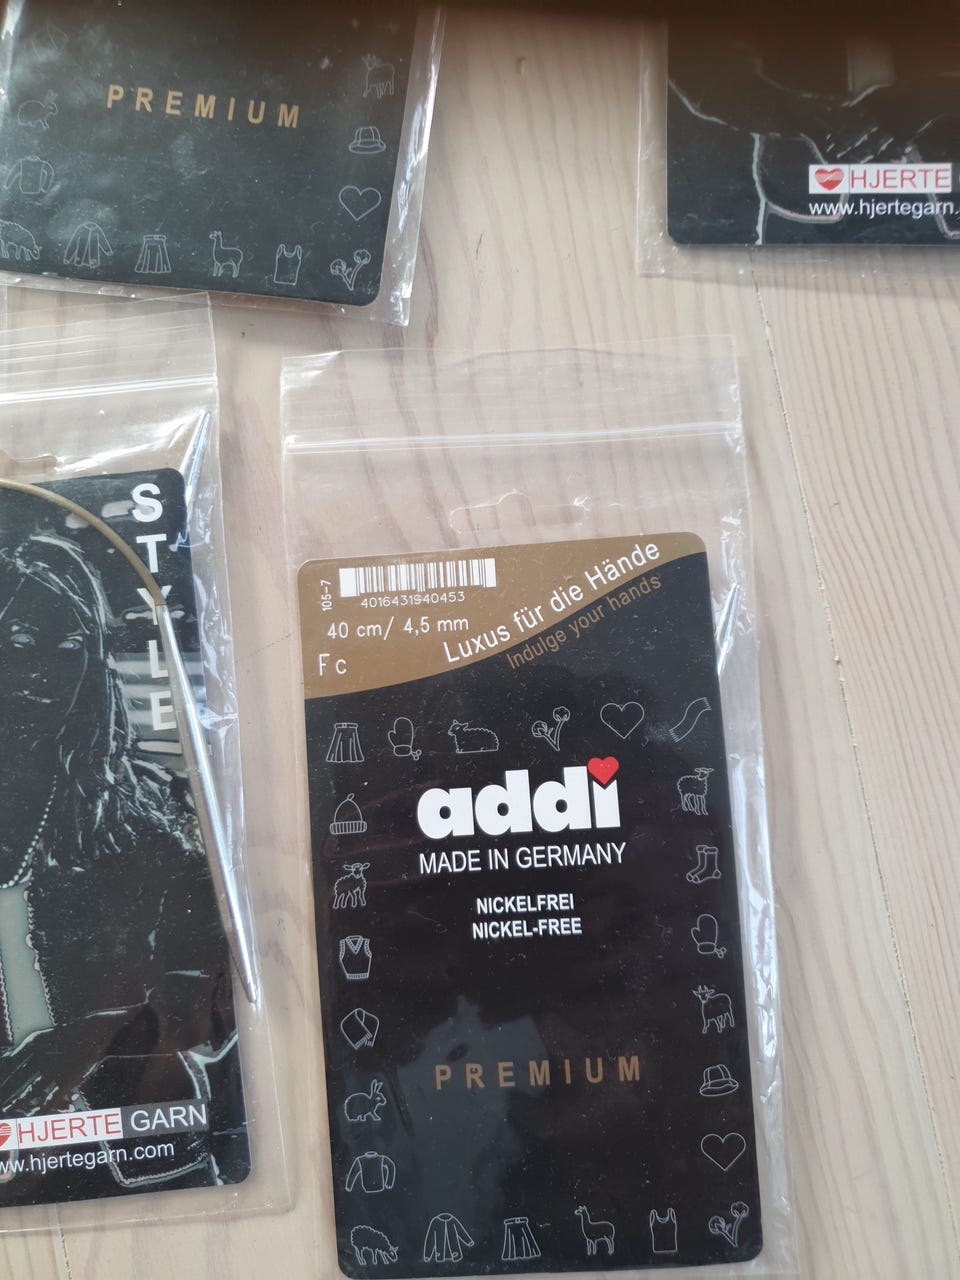 PREMIUM
HJERTE
www.hjertegarn.
STYLE
HJERTE GARN
www.hjertegarn.com
105-7
4016431940453
40 cm/ 4,5 mm
Fc
Luxus für die Hände
Indulge your hands
addi
MADE IN GERMANY
NICKELFREI
NICKEL-FREE
PREMIUM